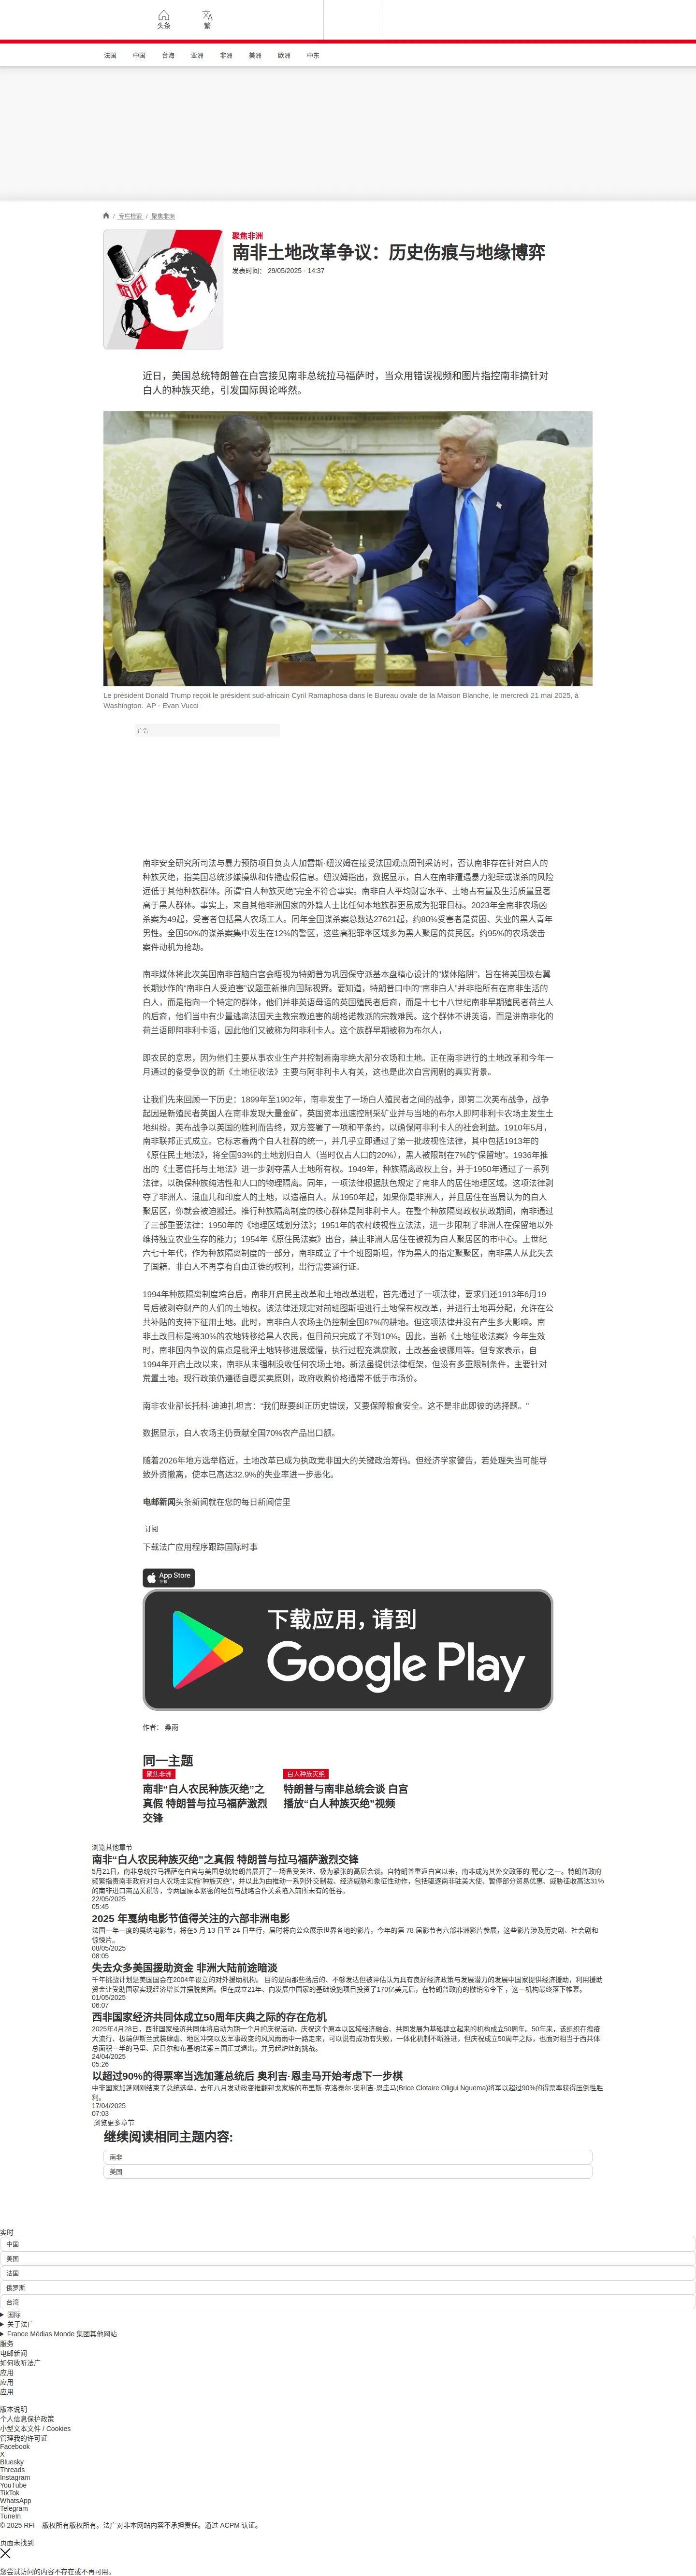 头条
繁
法国
中国
台海
亚洲
非洲
美洲
欧洲
中东
/ 专栏检索 / 聚焦非洲
聚焦非洲
南非土地改革争议：历史伤痕与地缘博弈
发表时间： 29/05/2025 - 14:37
rfi
近日，美国总统特朗普在白宫接见南非总统拉马福萨时，当众用错误视频和图片指控南非搞针对
白人的种族灭绝，引发国际舆论哗然。
Le président Donald Trump reçoit le président sud-africain Cyril Ramaphosa dans le Bureau ovale de la Maison Blanche, le mercredi 21 mai 2025, à
Washington. AP - Evan Vucci
广告
南非安全研究所司法与暴力预防项目负责人加雷斯·纽汉姆在接受法国观点周刊采访时，否认南非存在针对白人的
种族灭绝，指美国总统涉嫌操纵和传播虚假信息。纽汉姆指出，数据显示，白人在南非遭遇暴力犯罪或谋杀的风险
远低于其他种族群体。所谓“白人种族灭绝”完全不符合事实。南非白人平均财富水平、土地占有量及生活质量显著
高于黑人群体。事实上，来自其他非洲国家的外籍人士比任何本地族群更易成为犯罪目标。2023年全南非农场凶
杀案为49起，受害者包括黑人农场工人。同年全国谋杀案总数达27621起，约80%受害者是贫困、失业的黑人青年
男性。全国50%的谋杀案集中发生在12%的警区，这些高犯罪率区域多为黑人聚居的贫民区。约95%的农场袭击
案件动机为抢劫。
南非媒体将此次美国南非首脑白宫会晤视为特朗普为巩固保守派基本盘精心设计的“媒体陷阱”，旨在将美国极右翼
长期炒作的“南非白人受迫害”议题重新推向国际视野。要知道，特朗普口中的“南非白人”并非指所有在南非生活的
白人，而是指向一个特定的群体，他们并非英语母语的英国殖民者后裔，而是十七十八世纪南非早期殖民者荷兰人
的后裔，他们当中有少量逃离法国天主教宗教迫害的胡格诺教派的宗教难民。这个群体不讲英语，而是讲南非化的
荷兰语即阿非利卡语，因此他们又被称为阿非利卡人。这个族群早期被称为布尔人，
即农民的意思，因为他们主要从事农业生产并控制着南非绝大部分农场和土地。正在南非进行的土地改革和今年一
月通过的备受争议的新《土地征收法》主要与阿非利卡人有关，这也是此次白宫闹剧的真实背景。
让我们先来回顾一下历史：1899年至1902年，南非发生了一场白人殖民者之间的战争，即第二次英布战争，战争
起因是新殖民者英国人在南非发现大量金矿，英国资本迅速控制采矿业并与当地的布尔人即阿非利卡农场主发生土
地纠纷。英布战争以英国的胜利而告终，双方签署了一项和平条约，以确保阿非利卡人的社会利益。1910年5月，
南非联邦正式成立。它标志着两个白人社群的统一，并几乎立即通过了第一批歧视性法律，其中包括1913年的
《原住民土地法》，将全国93%的土地划归白人（当时仅占人口的20%），黑人被限制在7%的“保留地”。1936年推
出的《土著信托与土地法》进一步剥夺黑人土地所有权。1949年，种族隔离政权上台，并于1950年通过了一系列
法律，以确保种族纯洁性和人口的物理隔离。同年，一项法律根据肤色规定了南非人的居住地理区域。这项法律剥
夺了非洲人、混血儿和印度人的土地，以造福白人。从1950年起，如果你是非洲人，并且居住在当局认为的白人
聚居区，你就会被迫搬迁。推行种族隔离制度的核心群体是阿非利卡人。在整个种族隔离政权执政期间，南非通过
了三部重要法律：1950年的《地理区域划分法》；1951年的农村歧视性立法法，进一步限制了非洲人在保留地以外
维持独立农业生存的能力；1954年《原住民法案》出台，禁止非洲人居住在被视为白人聚居区的市中心。上世纪
六七十年代，作为种族隔离制度的一部分，南非成立了十个班图斯坦，作为黑人的指定聚聚区，南非黑人从此失去
了国籍。非白人不再享有自由迁徙的权利，出行需要通行证。
1994年种族隔离制度垮台后，南非开启民主改革和土地改革进程，首先通过了一项法律，要求归还1913年6月19
号后被剥夺财产的人们的土地权。该法律还规定对前班图斯坦进行土地保有权改革，并进行土地再分配，允许在公
共补贴的支持下征用土地。此时，南非白人农场主仍控制全国87%的耕地。但这项法律并没有产生多大影响。南
非土改目标是将30%的农地转移给黑人农民，但目前只完成了不到10%。因此，当新《土地征收法案》今年生效
时，南非国内争议的焦点是批评土地转移进展缓慢，执行过程充满腐败，土改基金被挪用等。但专家表示，自
1994年开启土改以来，南非从未强制没收任何农场土地。新法虽提供法律框架，但设有多重限制条件，主要针对
荒置土地。现行政策仍遵循自愿买卖原则，政府收购价格通常不低于市场价。
南非农业部长托科·迪迪扎坦言：“我们既要纠正历史错误，又要保障粮食安全。这不是非此即彼的选择题。”
数据显示，白人农场主仍贡献全国70%农产品出口额。
随着2026年地方选举临近，土地改革已成为执政党非国大的关键政治筹码。但经济学家警告，若处理失当可能导
致外资撤离，使本已高达32.9%的失业率进一步恶化。
电邮新闻头条新闻就在您的每日新闻信里
订阅
下载法广应用程序跟踪国际时事
App Store
下载
下载应用，请到
Google Play
作者： 桑雨
同一主题
聚焦非洲
南非“白人农民种族灭绝”之
真假 特朗普与拉马福萨激烈
交锋
白人种族灭绝
特朗普与南非总统会谈 白宫
播放“白人种族灭绝”视频
浏览其他章节
南非“白人农民种族灭绝”之真假 特朗普与拉马福萨激烈交锋
5月21日，南非总统拉马福萨在白宫与美国总统特朗普展开了一场备受关注、极为紧张的高层会谈。自特朗普重返白宫以来，南非成为其外交政策的“靶心”之一。特朗普政府
频繁指责南非政府对白人农场主实施“种族灭绝”，并以此为由推动一系列外交制裁、经济威胁和象征性动作，包括驱逐南非驻美大使、暂停部分贸易优惠、威胁征收高达31%
的南非进口商品关税等，令两国原本紧密的经贸与战略合作关系陷入前所未有的低谷。
22/05/2025
05:45
2025 年戛纳电影节值得关注的六部非洲电影
法国一年一度的戛纳电影节，将在5 月 13 日至 24 日举行，届时将向公众展示世界各地的影片。今年的第 78 届影节有六部非洲影片参展，这些影片涉及历史剧、社会剧和
惊悚片。
08/05/2025
08:05
失去众多美国援助资金 非洲大陆前途暗淡
千年挑战计划是美国国会在2004年设立的对外援助机构。 目的是向那些落后的、不够发达但被评估认为具有良好经济政策与发展潜力的发展中国家提供经济援助，利用援助
资金让受助国家实现经济增长并摆脱贫困。但在成立21年、向发展中国家的基础设施项目投资了170亿美元后，在特朗普政府的撤销命令下 ，这一机构最终落下帷幕。
01/05/2025
06:07
西非国家经济共同体成立50周年庆典之际的存在危机
2025年4月28日，西非国家经济共同体将启动为期一个月的庆祝活动，庆祝这个原本以区域经济融合、共同发展为基础建立起来的机构成立50周年。50年来，该组织在瘟疫
大流行、极端伊斯兰武装肆虐、地区冲突以及军事政变的风风雨雨中一路走来，可以说有成功有失败，一体化机制不断推进，但庆祝成立50周年之际，也面对相当于西共体
总面积一半的马里、尼日尔和布基纳法索三国正式退出，并另起炉灶的挑战。
24/04/2025
05:26
以超过90%的得票率当选加蓬总统后 奥利吉·恩圭马开始考虑下一步棋
中非国家加蓬刚刚结束了总统选举。去年八月发动政变推翻邦戈家族的布里斯·克洛泰尔·奥利吉·恩圭马(Brice Clotaire Oligui Nguema)将军以超过90%的得票率获得压倒性胜
利。
17/04/2025
07:03
浏览更多章节
继续阅读相同主题内容:
南非
美国
实时
中国
美国
法国
俄罗斯
台湾
国际
关于法广
France Médias Monde 集团其他网站
服务
电邮新闻
如何收听法广
应用
应用
应用
版本说明
个人信息保护政策
小型文本文件 / Cookies
管理我的许可证
Facebook
X
Bluesky
Threads
Instagram
YouTube
TikTok
WhatsApp
Telegram
TuneIn
© 2025 RFI – 版权所有版权所有。法广对非本网站内容不承担责任。通过 ACPM 认证。
页面未找到
您尝试访问的内容不存在或不再可用。